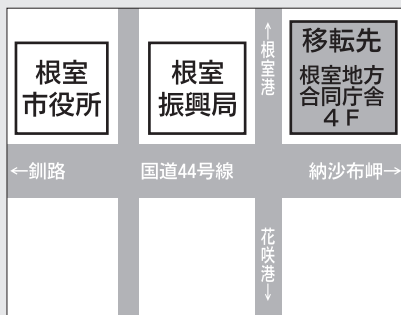 根室
市役所
根室
振興局
↑根室港
移転先
根室地方
合同庁舎
４Ｆ
←釧路
国道44号線
納沙布岬→
花咲港↓